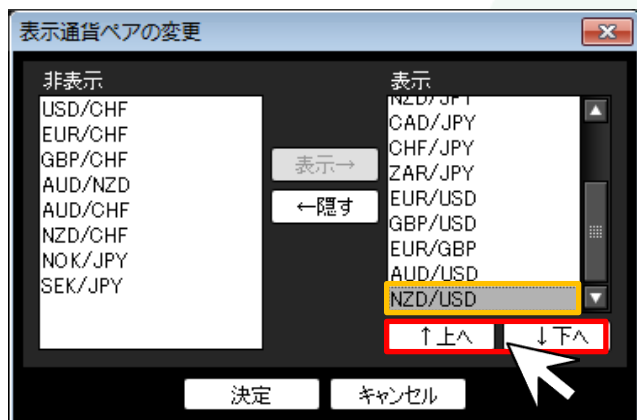 表示通貨ペアの変更
非表示
USD/CHF
EUR/CHF
GBP/CHF
AUD/NZD
AUD/CHF
NZD/CHF
NOK/JPY
SEK/JPY
表示→
←隠す
表示
NZD/JPY
CAD/JPY
CHF/JPY
ZAR/JPY
EUR/USD
GBP/USD
EUR/GBP
AUD/USD
NZD/USD
↑上へ
↓下へ
決定
キャンセル